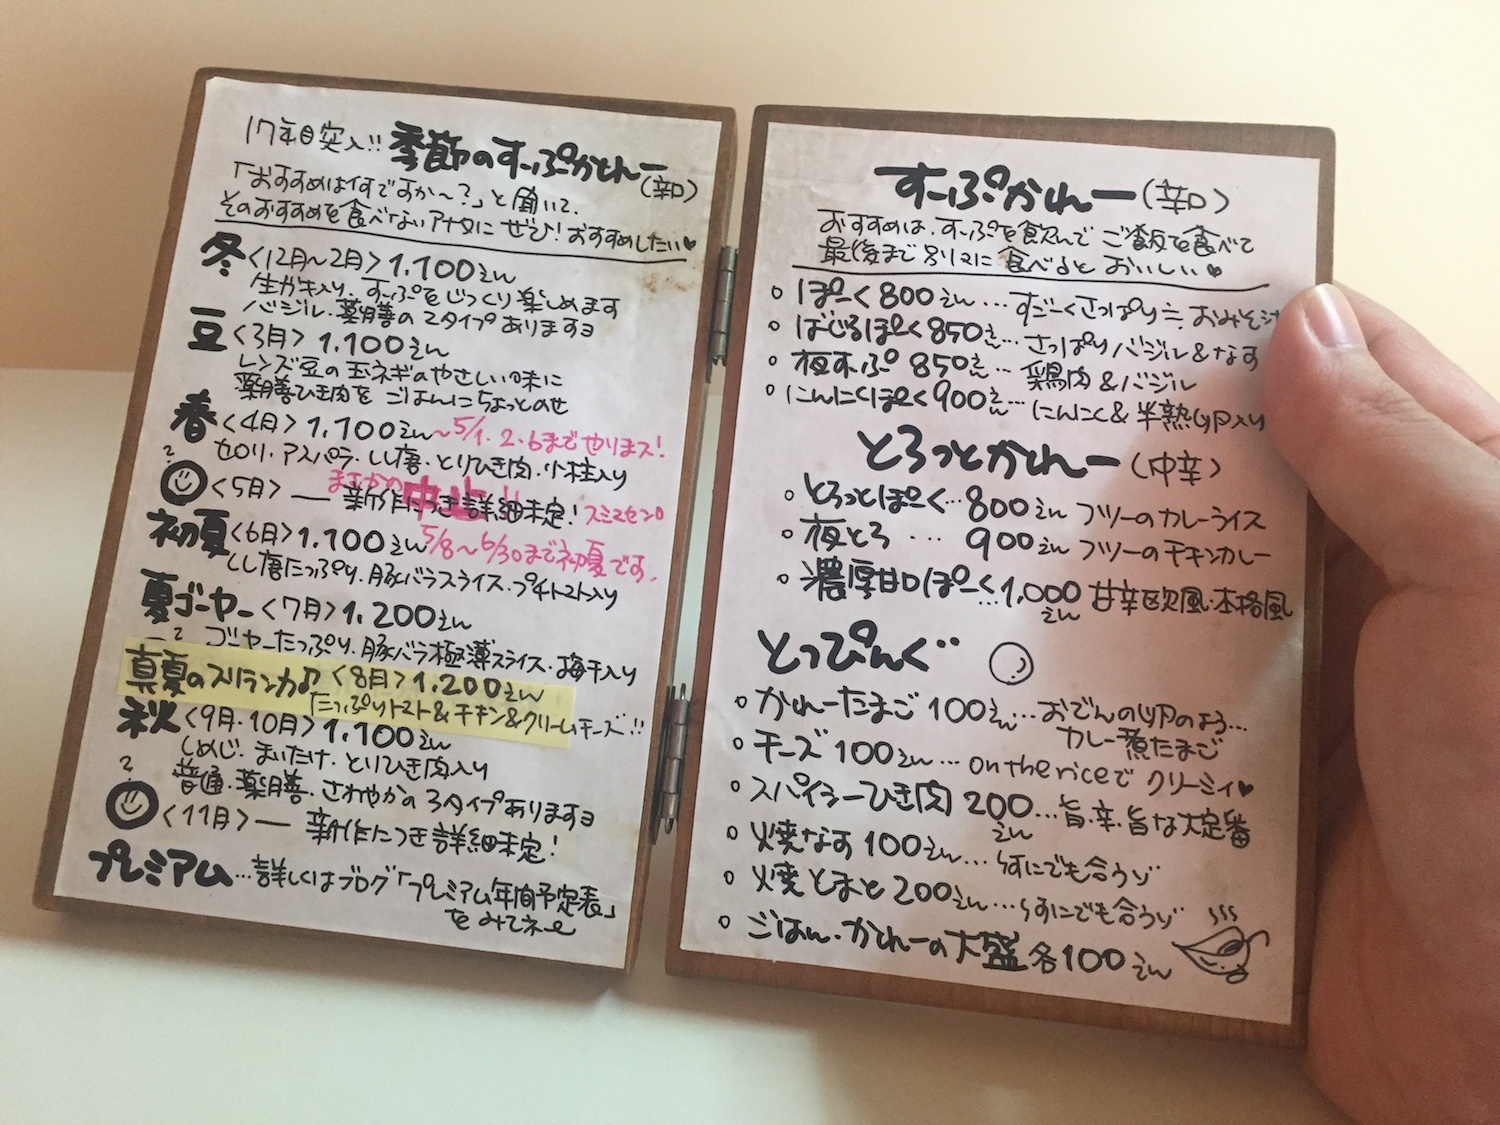 17年目突入!! 季節のすーぷかれー(辛口)
「おすすめは何ですか〜?」と聞いて、
そのおすすめを食べないアナタに ぜひ! おすすめしたい♥
冬〈12月〜2月〉1,100えん
生ガキ入り、すーぷをじっくり楽しめます
バジル・薬膳の2タイプありますヨ
豆〈3月〉1,100えん
レンズ豆の玉ネギのやさしい味に
薬膳ひき肉を ごはんにちょっとのせ
春〈4月〉1,100えん〜5/1.2.6までやりまス!
セロリ・アスパラ・しし唐・とりひき肉・小柱入り
?
〈5月〉— 新作につき詳細未定!
まさかの中止!! スミマセン。
初夏〈6月〉1,100えん 5/8〜6/30まで初夏です。
しし唐たっぷり、豚バラスライス・プチトマト入り
夏ゴーヤー〈7月〉1,200えん
ゴーヤーたっぷり、豚バラ極薄スライス・梅干入り
真夏のスリランカ♪〈8月〉1,200えん
たっぷりトマト&チキン&クリームチーズ!!
秋〈9月・10月〉1,100えん
しめじ・まいたけ・とりひき肉入り
普通・薬膳・さわやかの3タイプありますヨ
?
〈11月〉— 新作につき詳細未定!
プレミアム…詳しくはブログ「プレミアム年間予定表」
をみてネー
すーぷかれー(辛口)
おすすめは、すーぷを飲んで ご飯を食べて
最後まで別々に 食べると おいしい♥
○ ぽーく 800えん…すごーくさっぱり≒おみそ汁
○ ばじるぽーく 850えん…さっぱりバジル&なす
○ 夜すぷ 850えん…鶏肉&バジル
○ にんにくぽーく 900えん…にんにく&半熟卵入り
とろっとかれー(中辛)
○ とろっとぽーく…800えん フツーのカレーライス
○ 夜とろ…900えん フツーのチキンカレー
○ 濃厚甘口ぽーく…1,000えん 甘辛欧風・本格風
とっぴんぐ
○ かれーたまご 100えん…おでんの卵のよう…
カレー煮たまご
○ チーズ 100えん…on the riceで クリーミィ♥
○ スパイシーひき肉 200えん…旨・辛・旨な大定番
○ 焼なす 100えん…何にでも合うゾ
○ 焼とまと 200えん…何にでも合うゾ
○ ごはん・かれーの大盛 各100えん